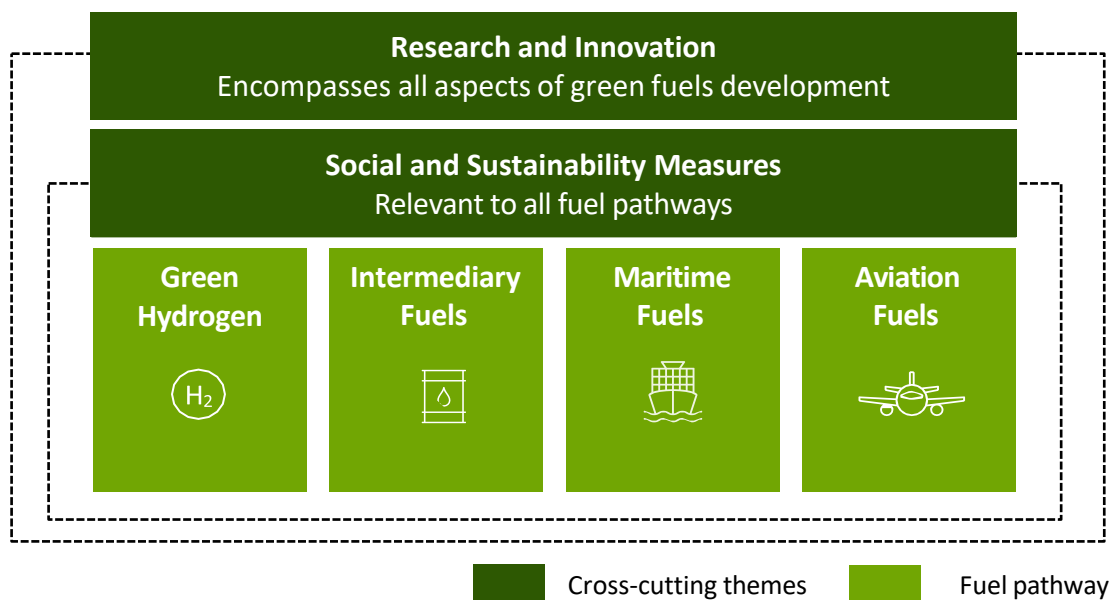 Research and Innovation
Encompasses all aspects of green fuels development
Social and Sustainability Measures
Relevant to all fuel pathways
Green
Hydrogen
H₂
Intermediary
Fuels
Maritime
Fuels
Aviation
Fuels
Cross-cutting themes
Fuel pathway